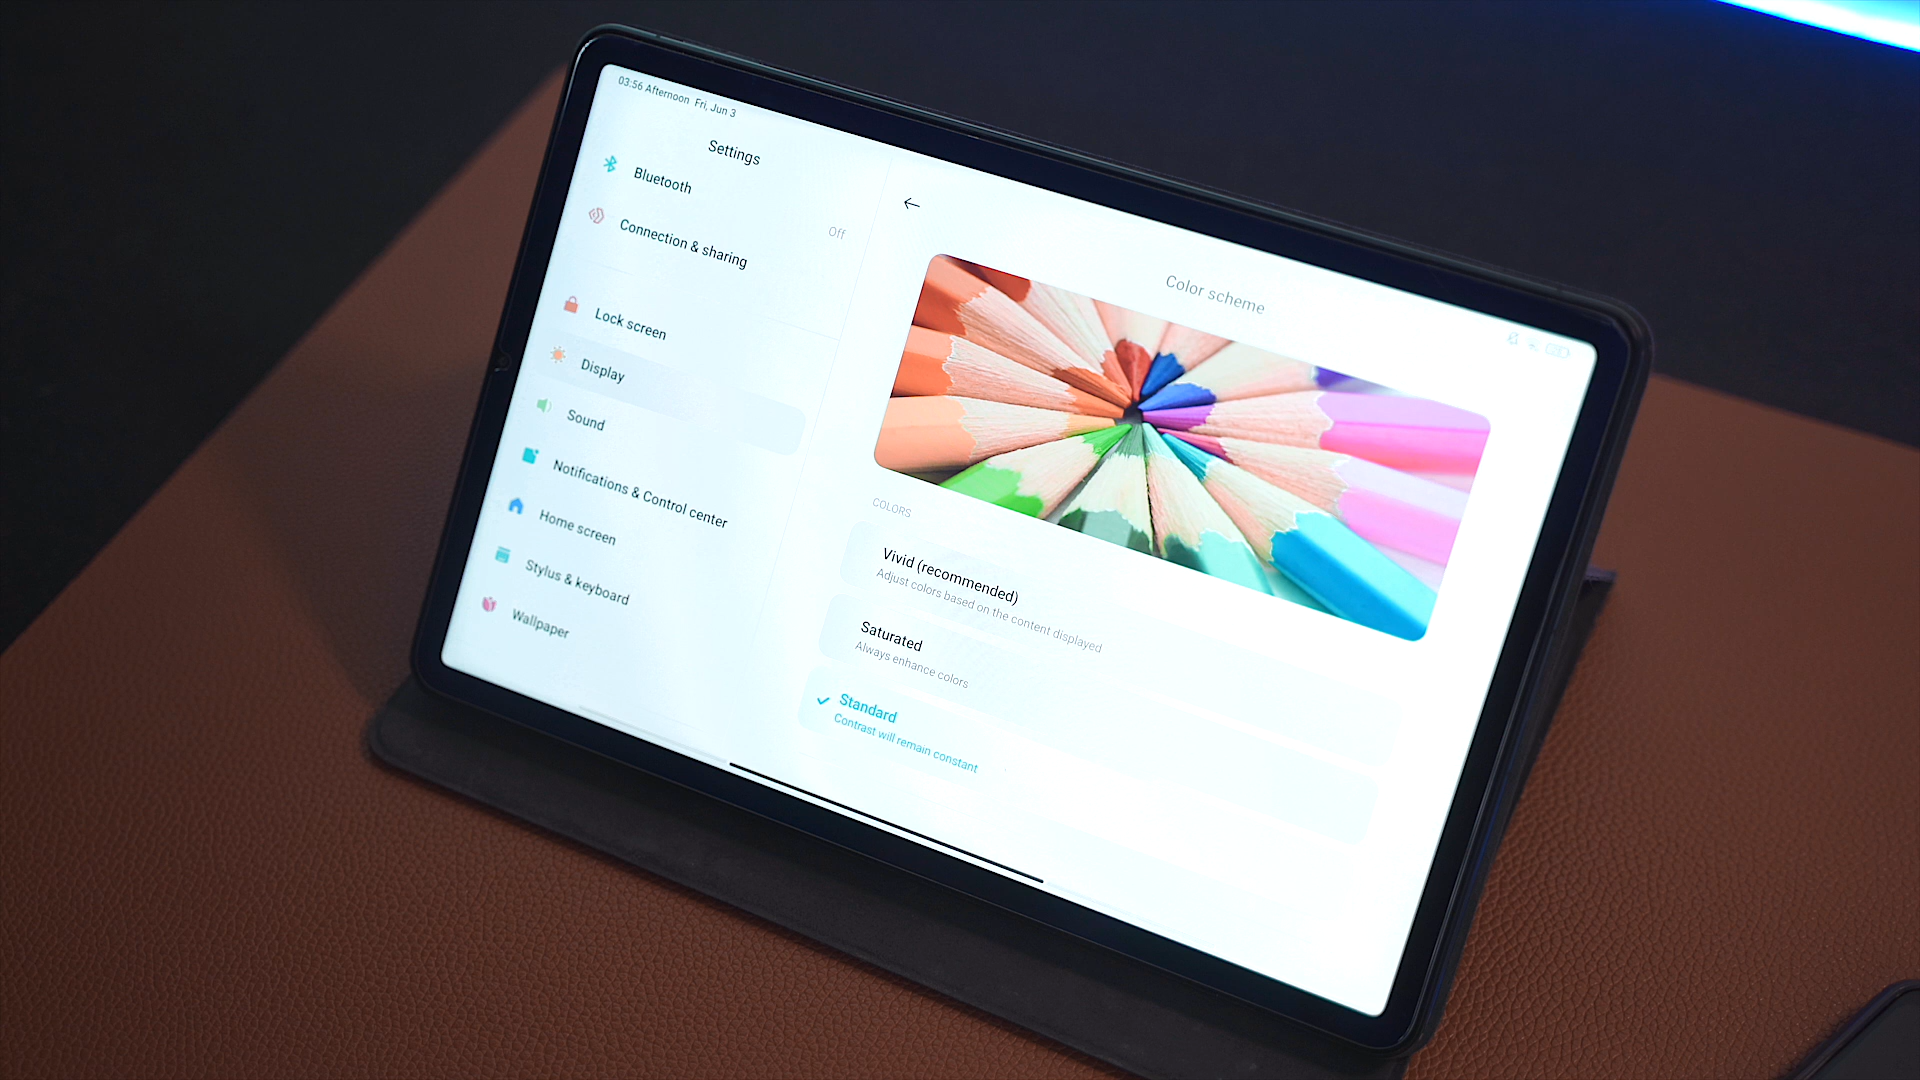 03:56 Afternoon Fri, Jun 3
Settings
Bluetooth
Off
Connection & sharing
Lock screen
Display
Sound
Notifications & Control center
Home screen
Stylus & keyboard
Wallpaper
Color scheme
COLORS
Vivid (recommended)
Adjust colors based on the content displayed
Saturated
Always enhance colors
Standard
Contrast will remain constant